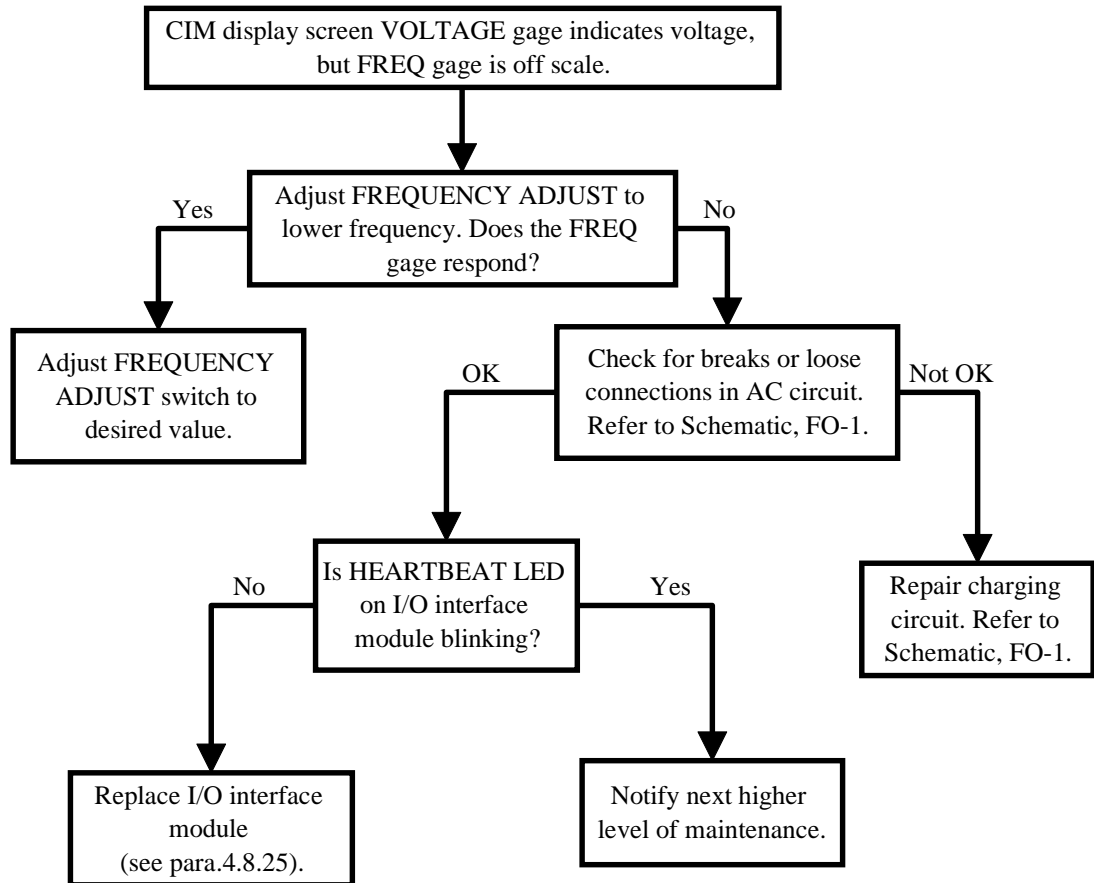 CIM display screen VOLTAGE gage indicates voltage,
but FREQ gage is off scale.
Adjust FREQUENCY ADJUST to
lower frequency. Does the FREQ
gage respond?
Yes
No
Adjust FREQUENCY
ADJUST switch to
desired value.
Check for breaks or loose
connections in AC circuit.
Refer to Schematic, FO-1.
OK
Not OK
Is HEARTBEAT LED
on I/O interface
module blinking?
No
Yes
Repair charging
circuit. Refer to
Schematic, FO-1.
Replace I/O interface
module
(see para.4.8.25).
Notify next higher
level of maintenance.